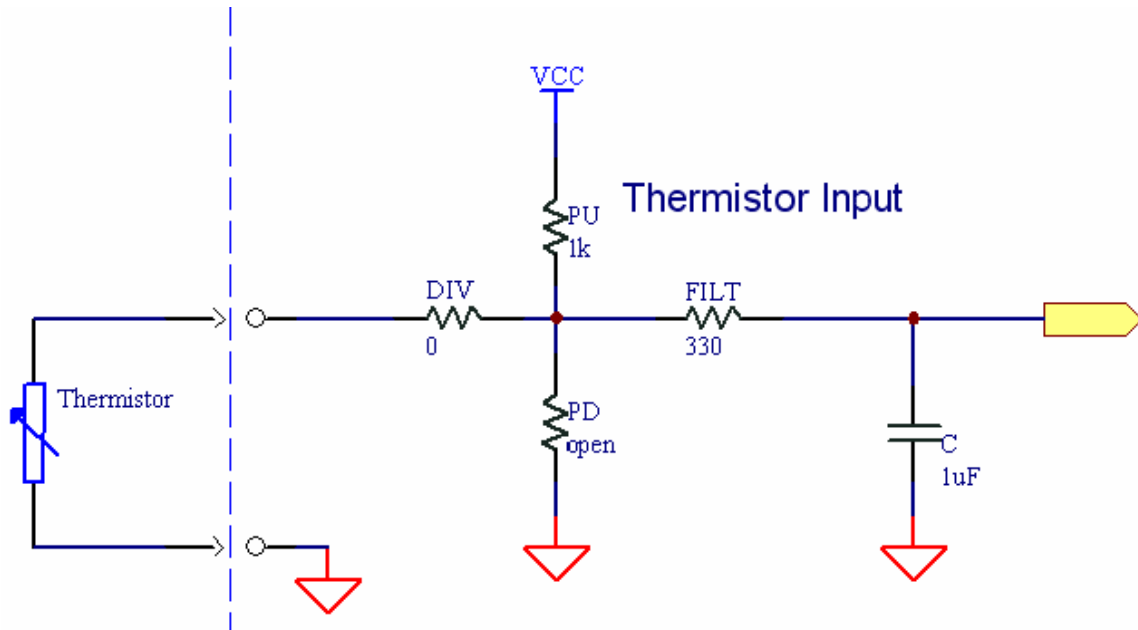 VCC
Thermistor Input
PU
1k
DIV
0
FILT
330
Thermistor
PD
open
C
1uF